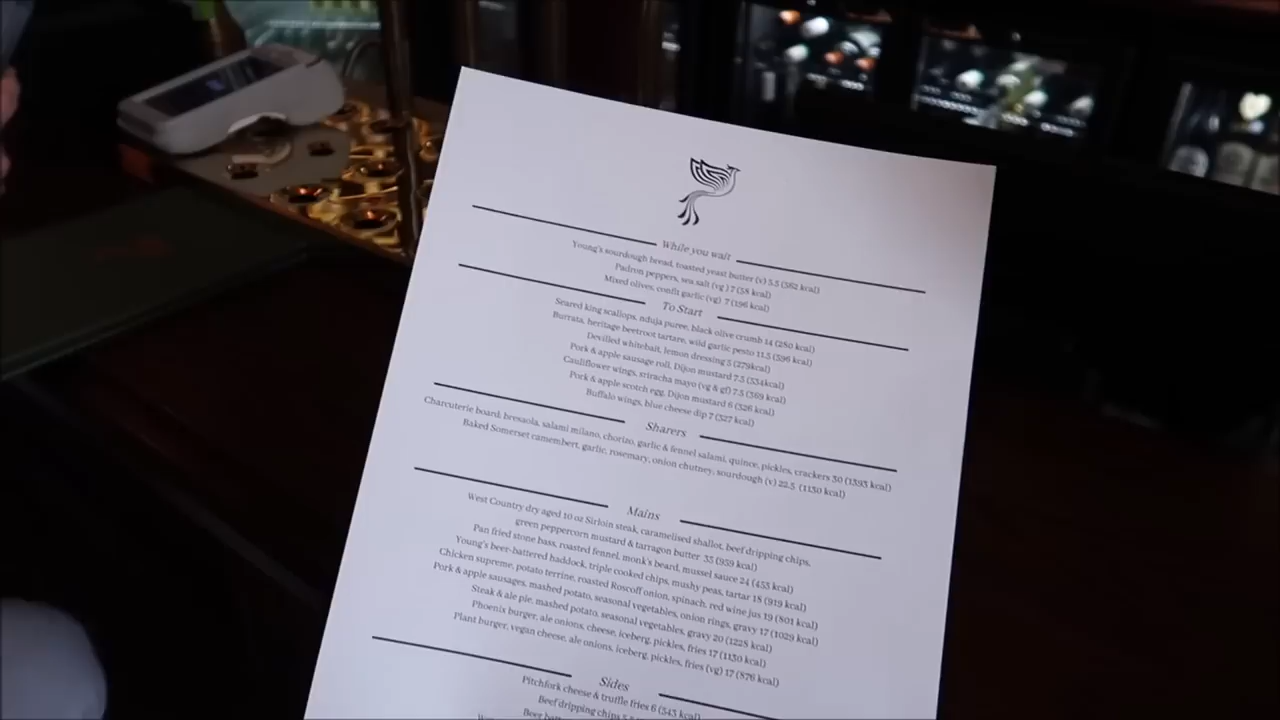 While you wait
Young's sourdough bread, toasted yeast butter (v) 5.5 (382 kcal)
Padron peppers, sea salt (vg) 7 (58 kcal)
Mixed olives, confit garlic (vg) 7 (196 kcal)
To Start
Seared king scallops, nduja puree, black olive crumb 14 (280 kcal)
Burrata, heritage beetroot tartare, wild garlic pesto 11.5 (396 kcal)
Devilled whitebait, lemon dressing 5 (279kcal)
Pork & apple sausage roll, Dijon mustard 7.5 (534kcal)
Cauliflower wings, sriracha mayo (vg & gf) 7.5 (369 kcal)
Pork & apple scotch egg, Dijon mustard 6 (326 kcal)
Buffalo wings, blue cheese dip 7 (327 kcal)
Sharers
Charcuterie board: bresaola, salami milano, chorizo, garlic & fennel salami, quince, pickles, crackers 30 (1393 kcal)
Baked Somerset camembert, garlic, rosemary, onion chutney, sourdough (v) 22.5 (1130 kcal)
Mains
West Country dry aged 10 oz Sirloin steak, caramelised shallot, beef dripping chips,
green peppercorn mustard & tarragon butter 33 (939 kcal)
Pan fried stone bass, roasted fennel, monk's beard, mussel sauce 24 (453 kcal)
Young's beer-battered haddock, triple cooked chips, mushy peas, tartar 18 (919 kcal)
Chicken supreme, potato terrine, roasted Roscoff onion, spinach, red wine jus 19 (801 kcal)
Pork & apple sausages, mashed potato, seasonal vegetables, onion rings, gravy 17 (1029 kcal)
Steak & ale pie, mashed potato, seasonal vegetables, gravy 20 (1225 kcal)
Phoenix burger, ale onions, cheese, iceberg, pickles, fries 17 (1130 kcal)
Plant burger, vegan cheese, ale onions, iceberg, pickles, fries (vg) 17 (876 kcal)
Sides
Pitchfork cheese & truffle fries 6 (543 kcal)
Beef dripping chips
Beer